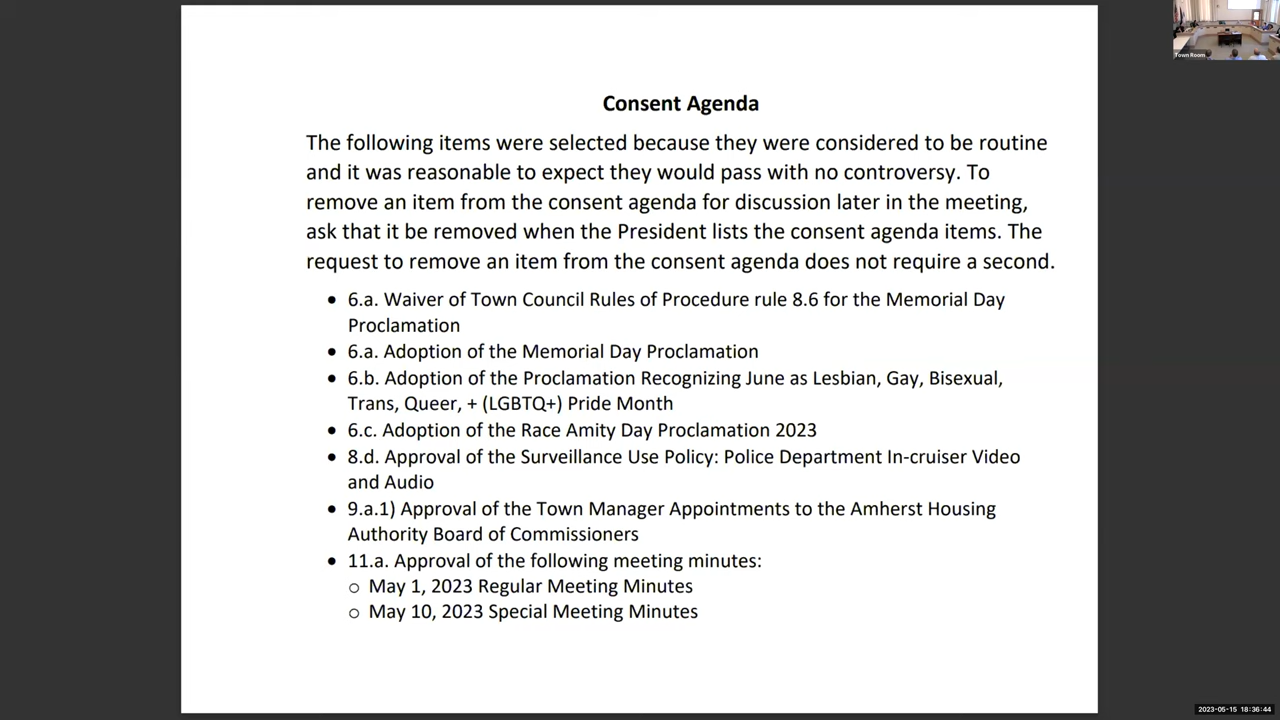 Town Room
Consent Agenda
The following items were selected because they were considered to be routine
and it was reasonable to expect they would pass with no controversy. To
remove an item from the consent agenda for discussion later in the meeting,
ask that it be removed when the President lists the consent agenda items. The
request to remove an item from the consent agenda does not require a second.
• 6.a. Waiver of Town Council Rules of Procedure rule 8.6 for the Memorial Day
Proclamation
• 6.a. Adoption of the Memorial Day Proclamation
• 6.b. Adoption of the Proclamation Recognizing June as Lesbian, Gay, Bisexual,
Trans, Queer, + (LGBTQ+) Pride Month
• 6.c. Adoption of the Race Amity Day Proclamation 2023
• 8.d. Approval of the Surveillance Use Policy: Police Department In-cruiser Video
and Audio
• 9.a.1) Approval of the Town Manager Appointments to the Amherst Housing
Authority Board of Commissioners
• 11.a. Approval of the following meeting minutes:
o May 1, 2023 Regular Meeting Minutes
o May 10, 2023 Special Meeting Minutes
2023-05-15 18:36:44